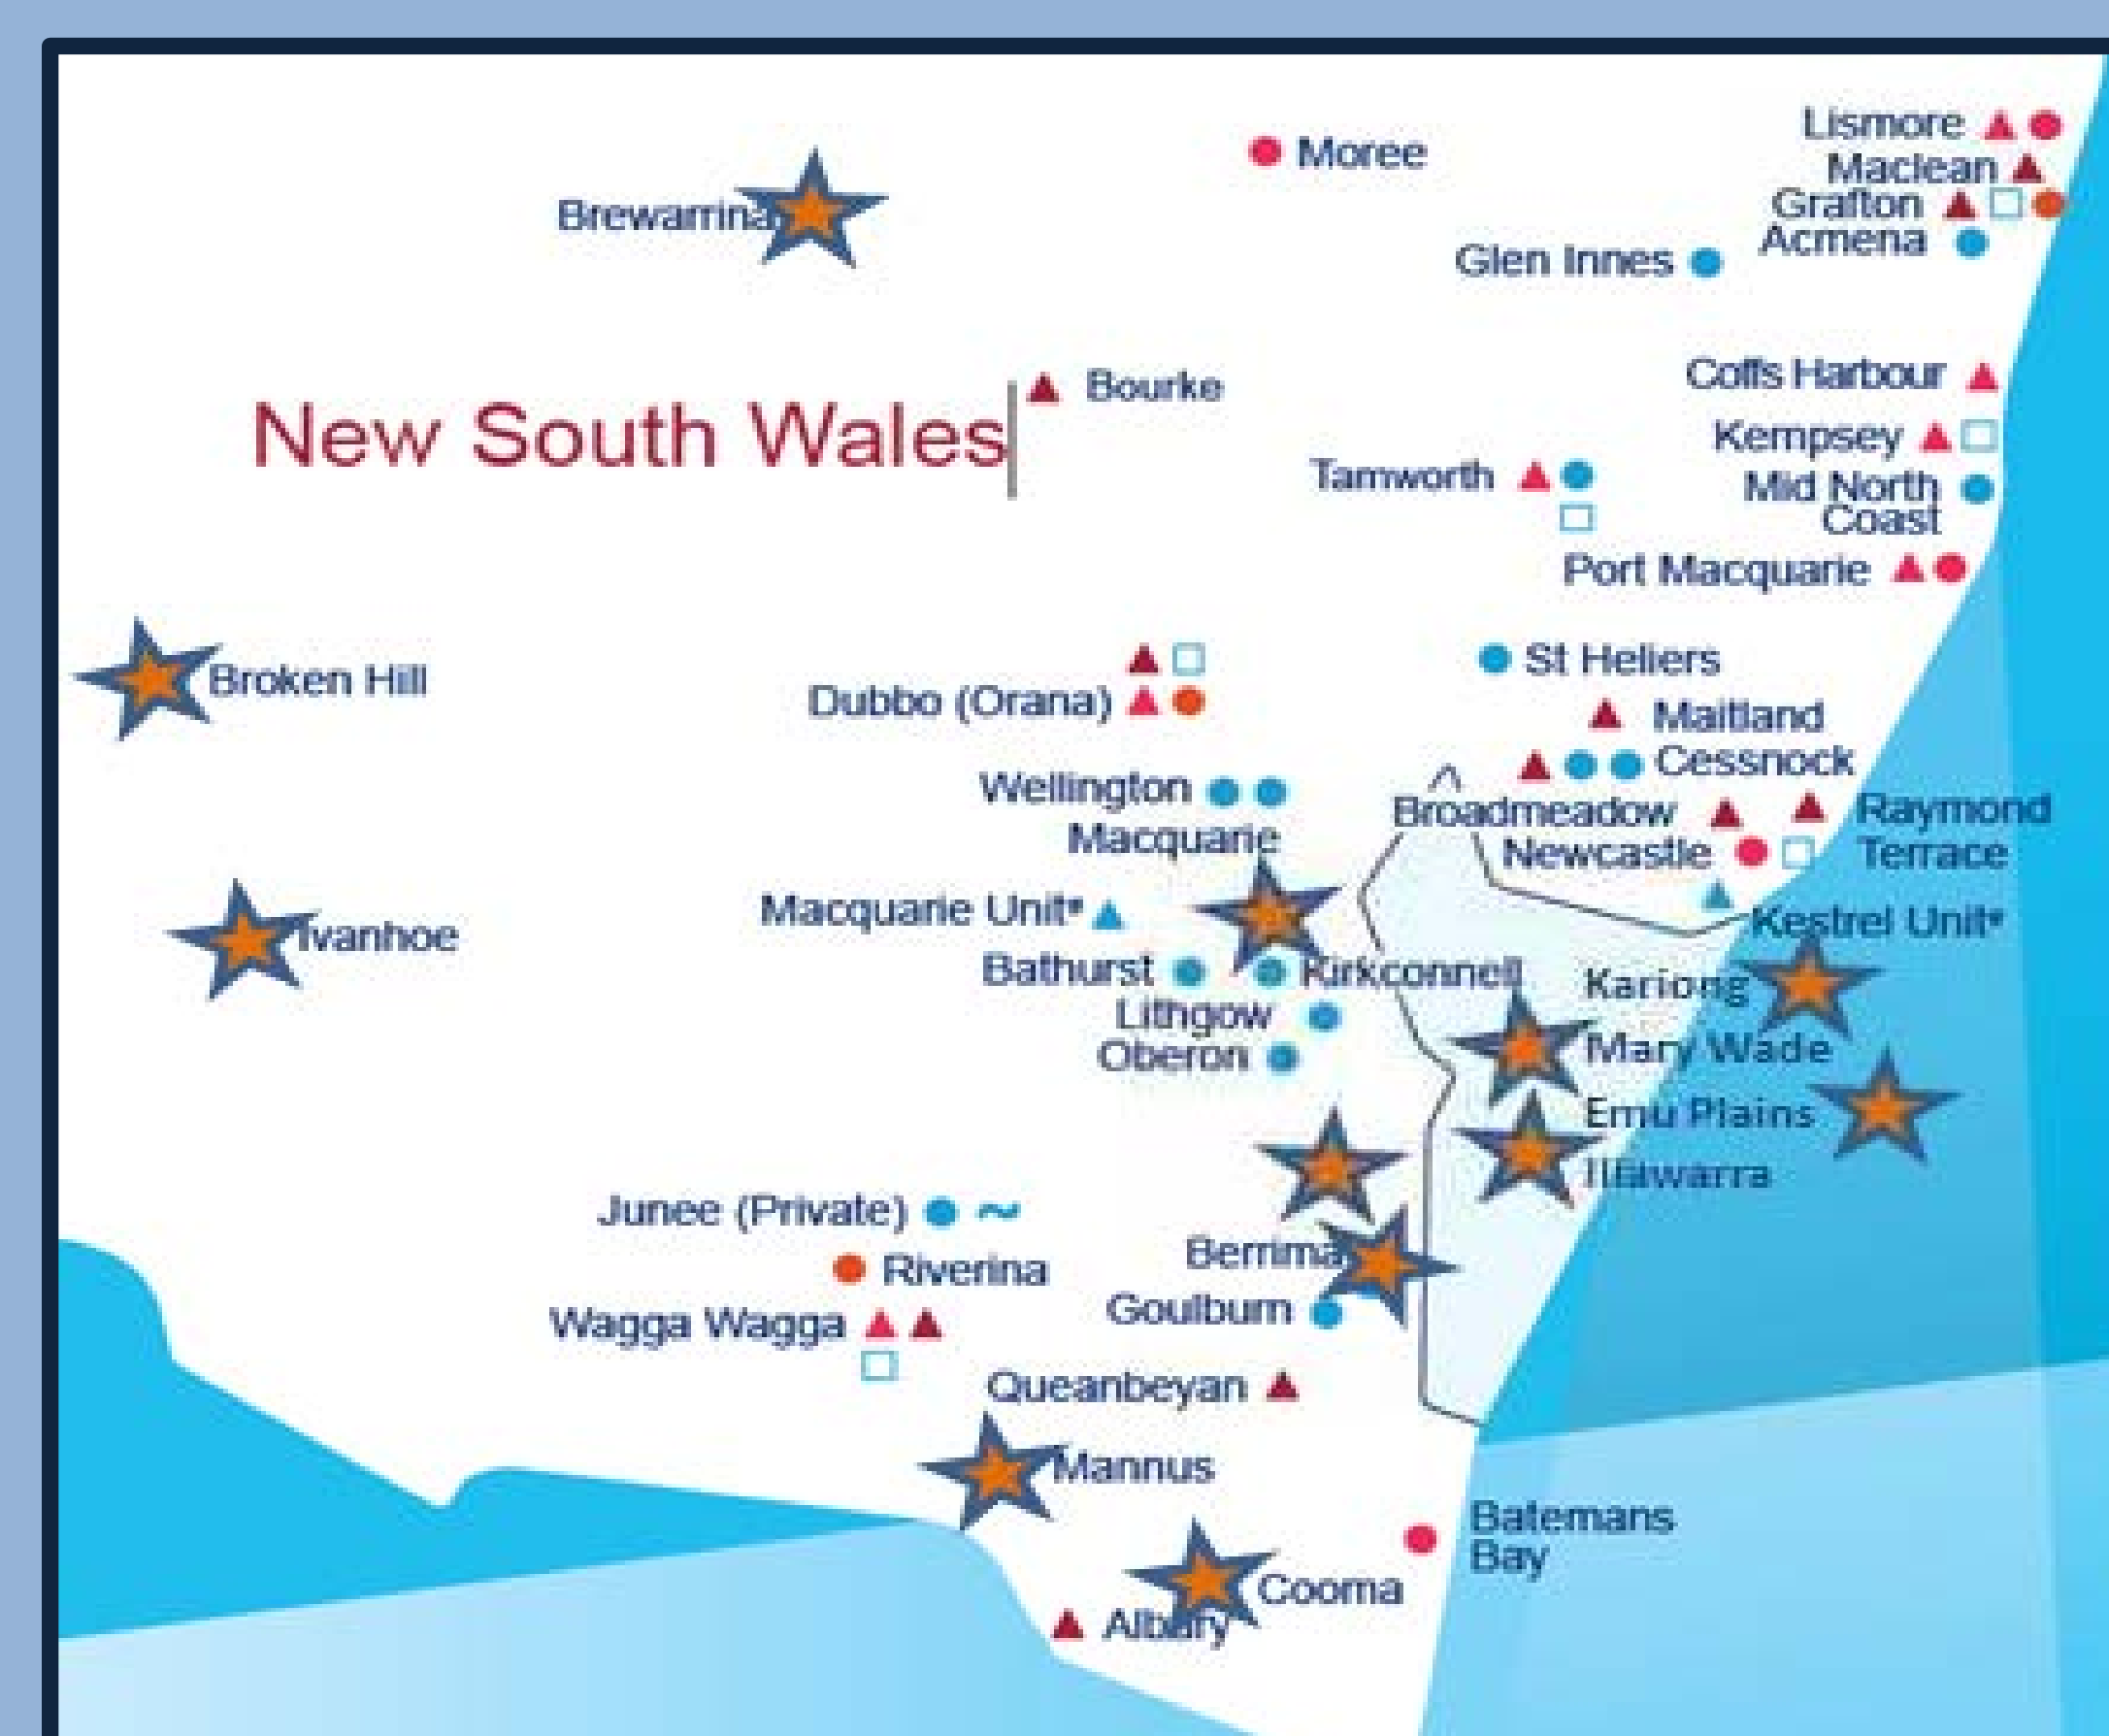 Lismore
Moree
Maclean
Brewarrina
Grafton
Acmena
Glen Innes
Coffs Harbour
Bourke
New South Wales
Kempsey
Tamworth
Mid North
Coast
Port Macquarie
St Heliers
Broken Hill
Dubbo (Orana)
Maitland
Cessnock
Wellington
Broadmeadow
Raymond
Terrace
Macquarie
Newcastle
Macquarie Unit*
Kestrel Unit*
Ivanhoe
Bathurst
Kirkconnell
Kariong
Lithgow
Mary Wade
Oberon
Emu Plains
Illawarra
Junee (Private) ~
Berrima
Riverina
Goulburn
Wagga Wagga
Queanbeyan
Mannus
Batemans
Bay
Cooma
Albury